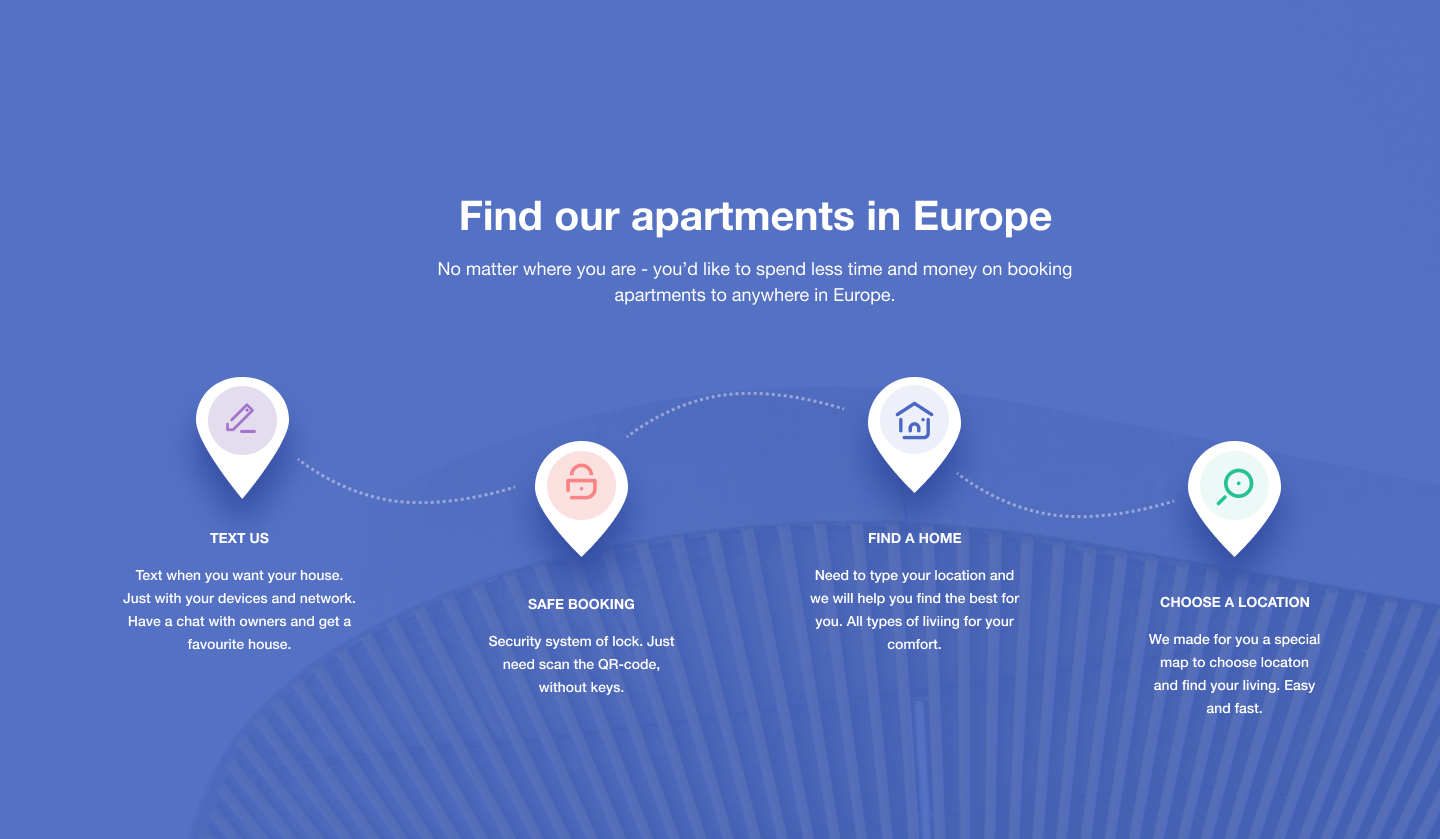 Find our apartments in Europe
No matter where you are - you’d like to spend less time and money on booking
apartments to anywhere in Europe.
TEXT US
Text when you want your house.
Just with your devices and network.
Have a chat with owners and get a
favourite house.
SAFE BOOKING
Security system of lock. Just
need scan the QR-code,
without keys.
FIND A HOME
Need to type your location and
we will help you find the best for
you. All types of liviing for your
comfort.
CHOOSE A LOCATION
We made for you a special
map to choose locaton
and find your living. Easy
and fast.